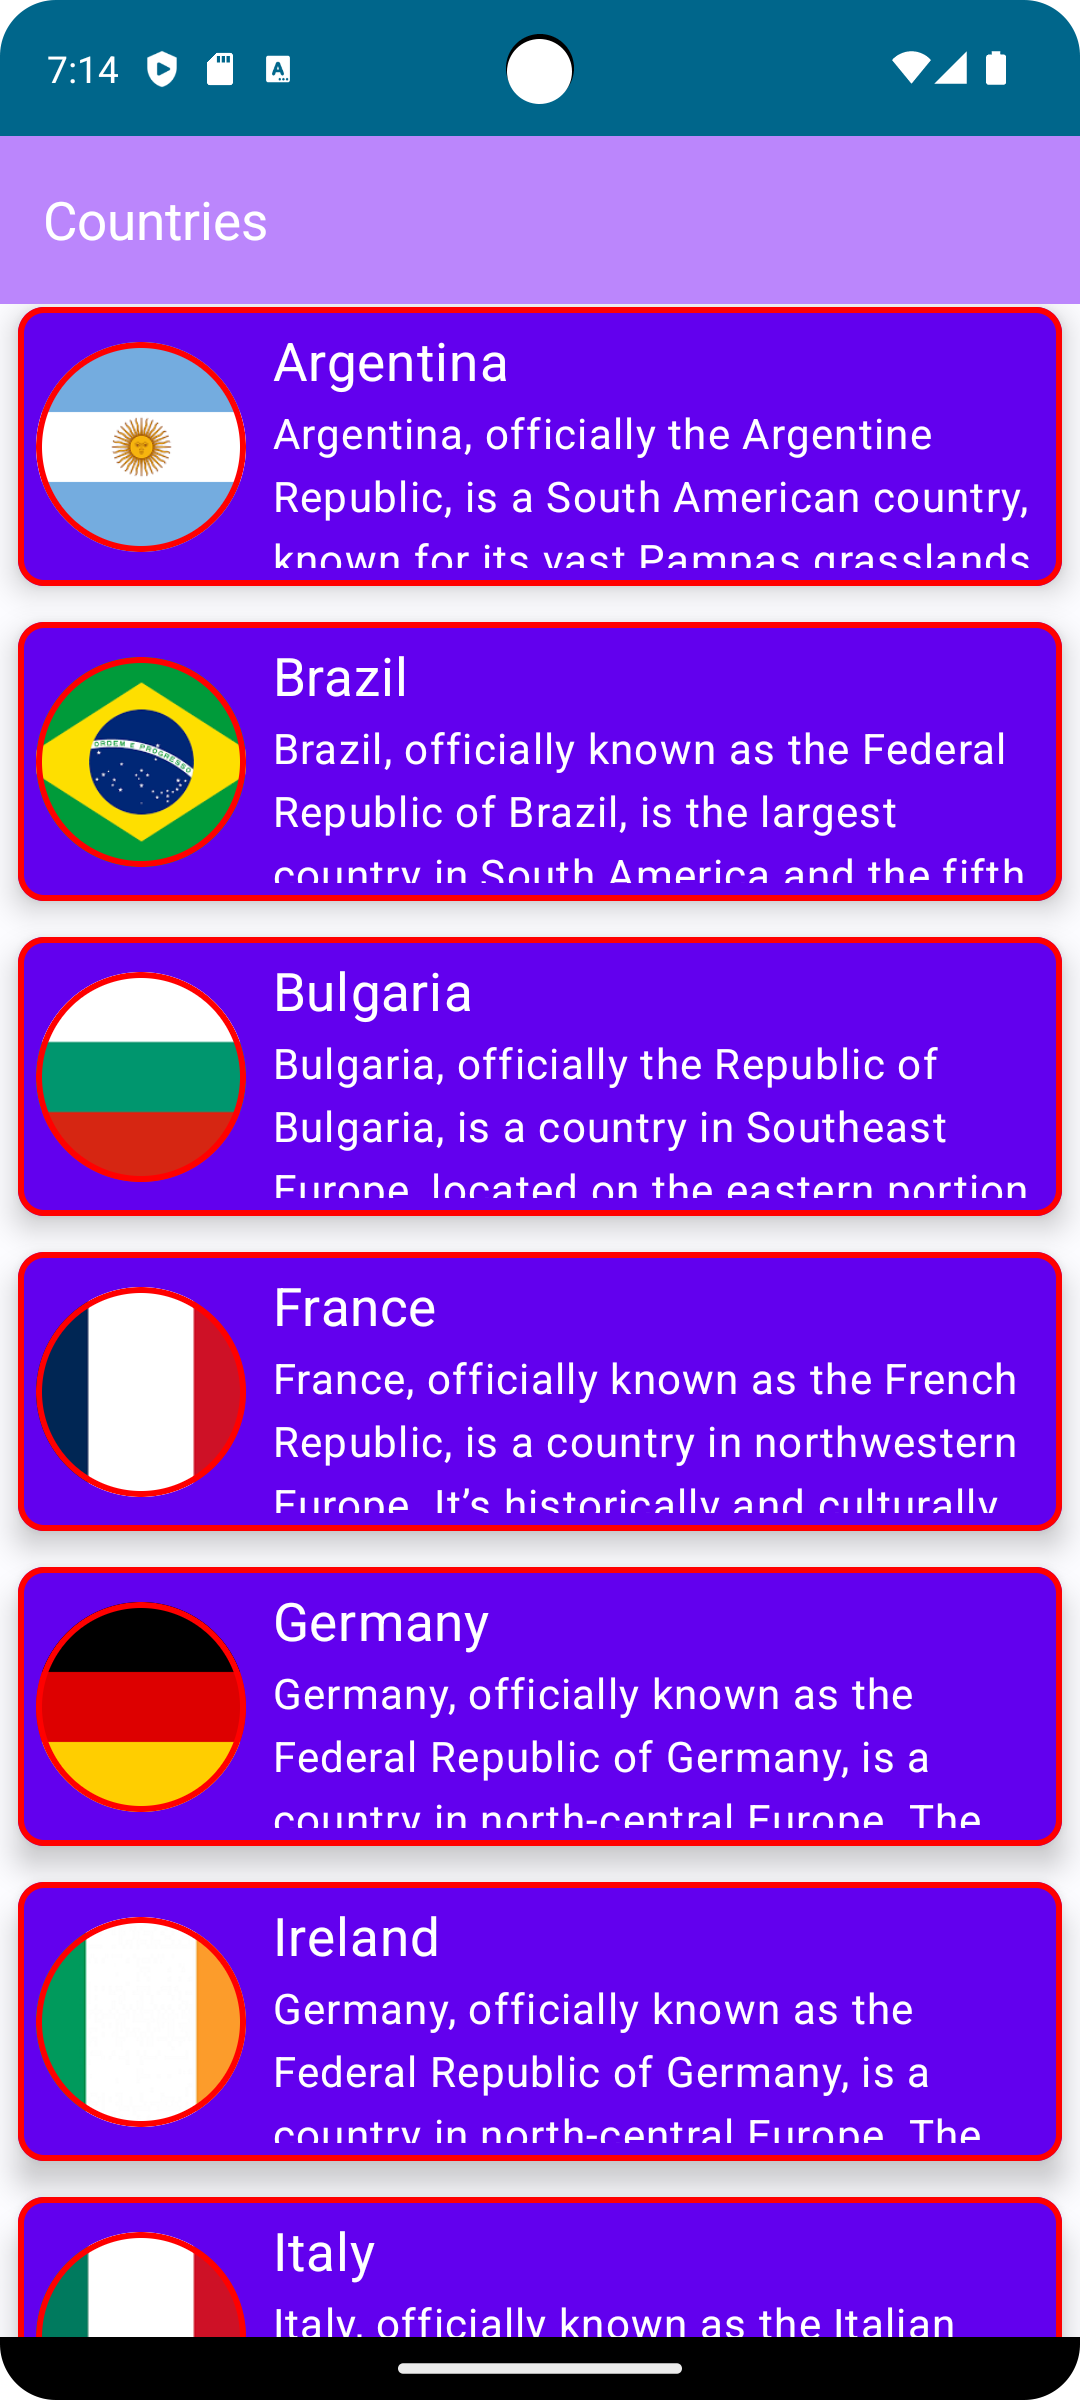 7:14
Countries
Argentina
Argentina, officially the Argentine
Republic, is a South American country,
known for its vast Pampas grasslands
Brazil
Brazil, officially known as the Federal
Republic of Brazil, is the largest
country in South America and the fifth
ORDEM E PROGRESSO
Bulgaria
Bulgaria, officially the Republic of
Bulgaria, is a country in Southeast
Europe, located on the eastern portion
France
France, officially known as the French
Republic, is a country in northwestern
Europe. It’s historically and culturally
Germany
Germany, officially known as the
Federal Republic of Germany, is a
country in north-central Europe. The
Ireland
Germany, officially known as the
Federal Republic of Germany, is a
country in north-central Europe. The
Italy
Italy, officially known as the Italian